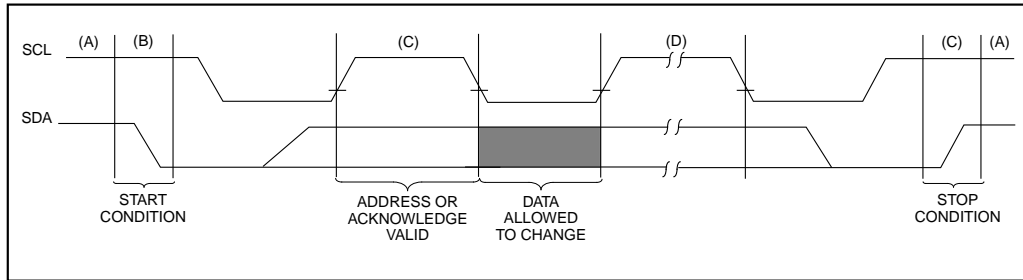 (A) (B) (C) (D) (C) (A)
SCL
SDA
START
CONDITION
ADDRESS OR
ACKNOWLEDGE
VALID
DATA
ALLOWED
TO CHANGE
STOP
CONDITION